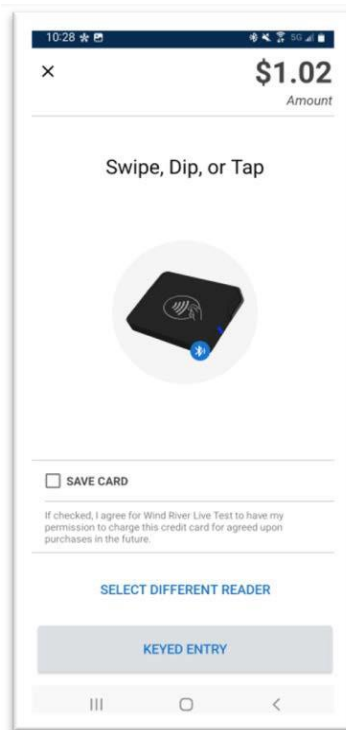 10:28
5G
×
$1.02
Amount
Swipe, Dip, or Tap
SAVE CARD
If checked, I agree for Wind River Live Test to have my
permission to charge this credit card for agreed upon
purchases in the future.
SELECT DIFFERENT READER
KEYED ENTRY